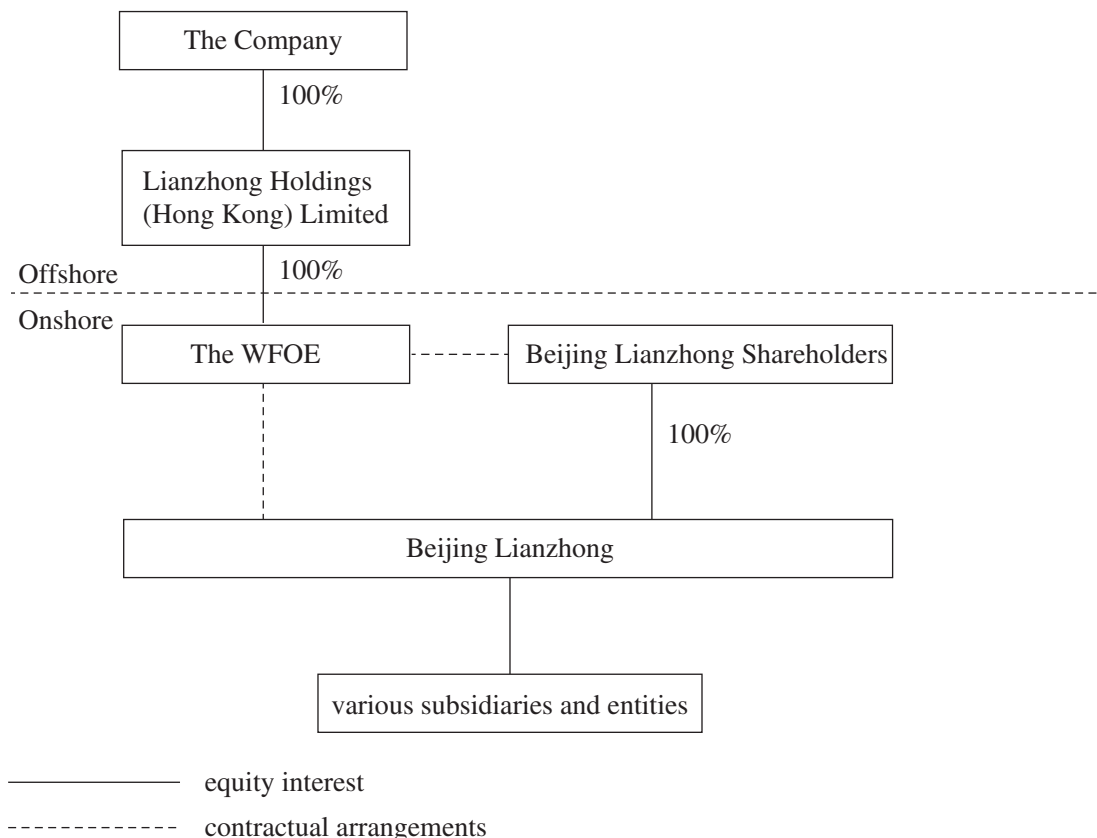 The Company
100%
Lianzhong Holdings
(Hong Kong) Limited
100%
Offshore
Onshore
The WFOE
Beijing Lianzhong Shareholders
100%
Beijing Lianzhong
various subsidiaries and entities
equity interest
contractual arrangements